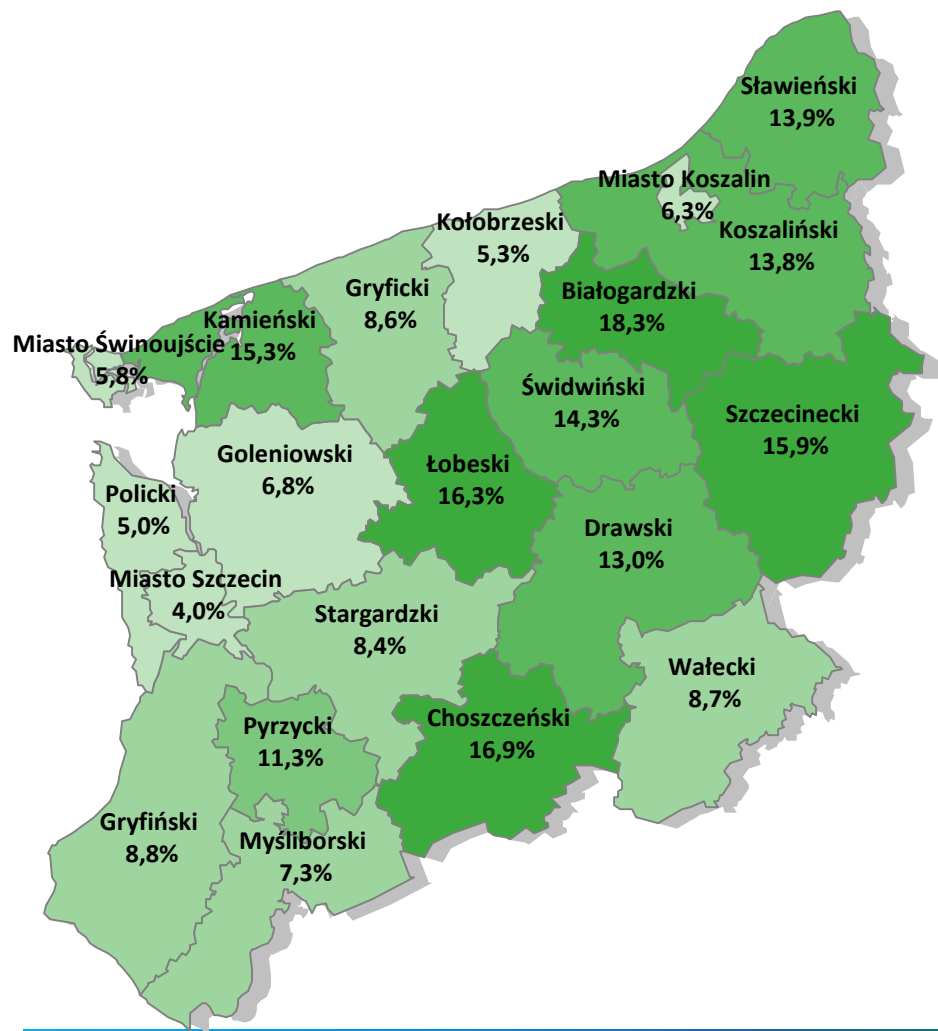 Sławieński
13,9%
Miasto Koszalin
6,3%
Kołobrzeski
5,3%
Koszaliński
13,8%
Gryficki
8,6%
Białogardzki
18,3%
Kamieński
15,3%
Miasto Świnoujście
5,8%
Świdwiński
14,3%
Szczecinecki
15,9%
Goleniowski
6,8%
Łobeski
16,3%
Policki
5,0%
Drawski
13,0%
Miasto Szczecin
4,0%
Stargardzki
8,4%
Wałecki
8,7%
Choszczeński
16,9%
Pyrzycki
11,3%
Gryfiński
8,8%
Myśliborski
7,3%